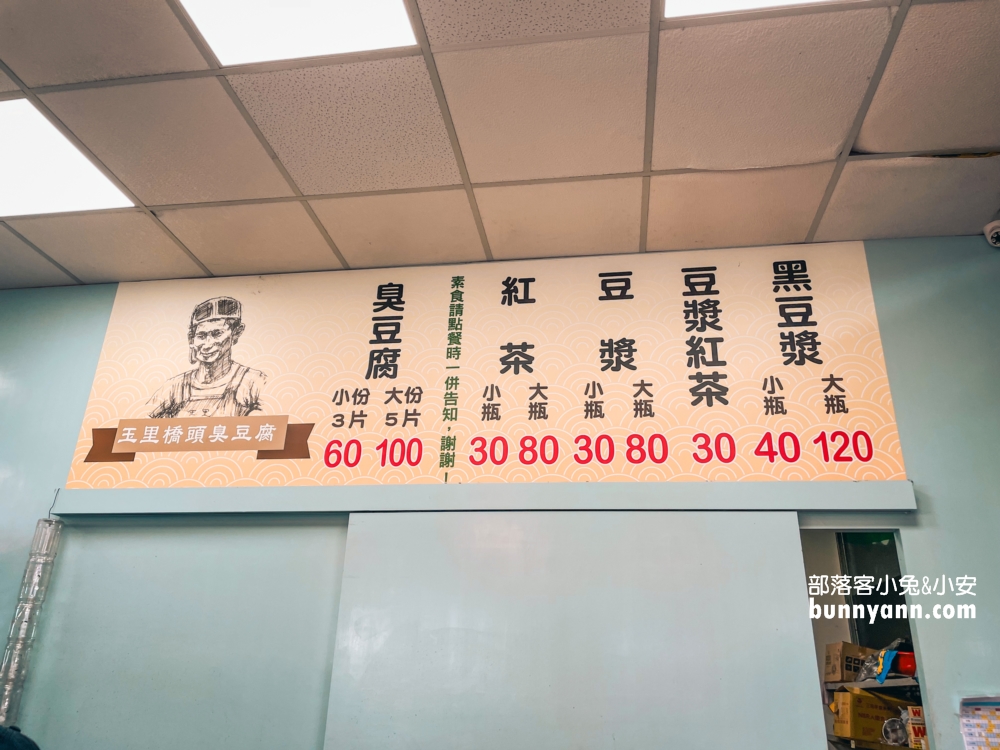 玉里橋頭臭豆腐
臭豆腐
小份 大份
3片 5片
60 100
素食請點餐時一併告知，謝謝！
紅茶
小瓶 大瓶
30 80
豆漿
小瓶 大瓶
30 80
豆漿紅茶
30
黑豆漿
小瓶 大瓶
40 120
部落客小兔&小安
bunnyann.com